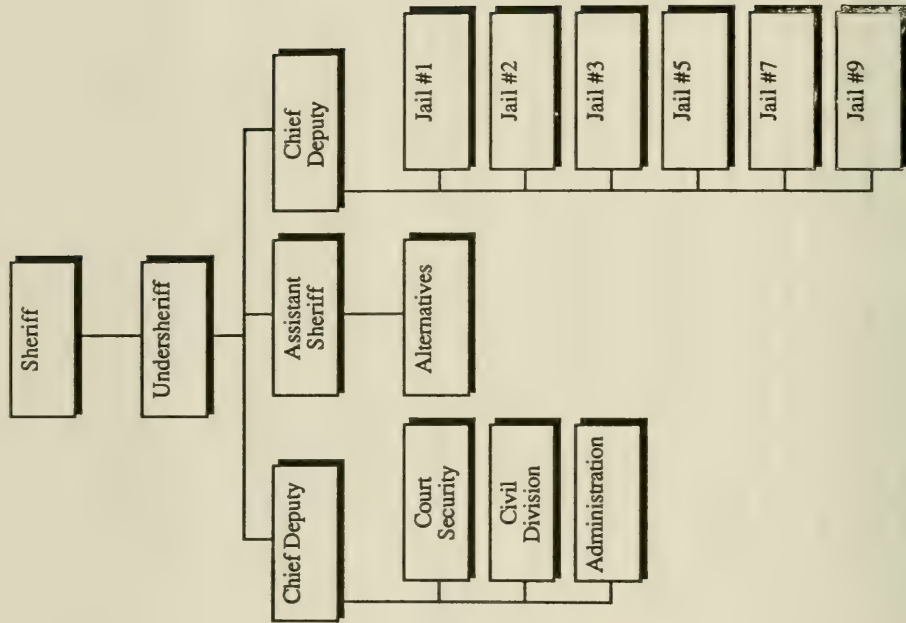 Sheriff
Undersheriff
Chief Deputy
Assistant
Sheriff
Chief
Deputy
Court
Security
Civil
Division
Administration
Alternatives
Jail #1
Jail #2
Jail #3
Jail #5
Jail #7
Jail #9